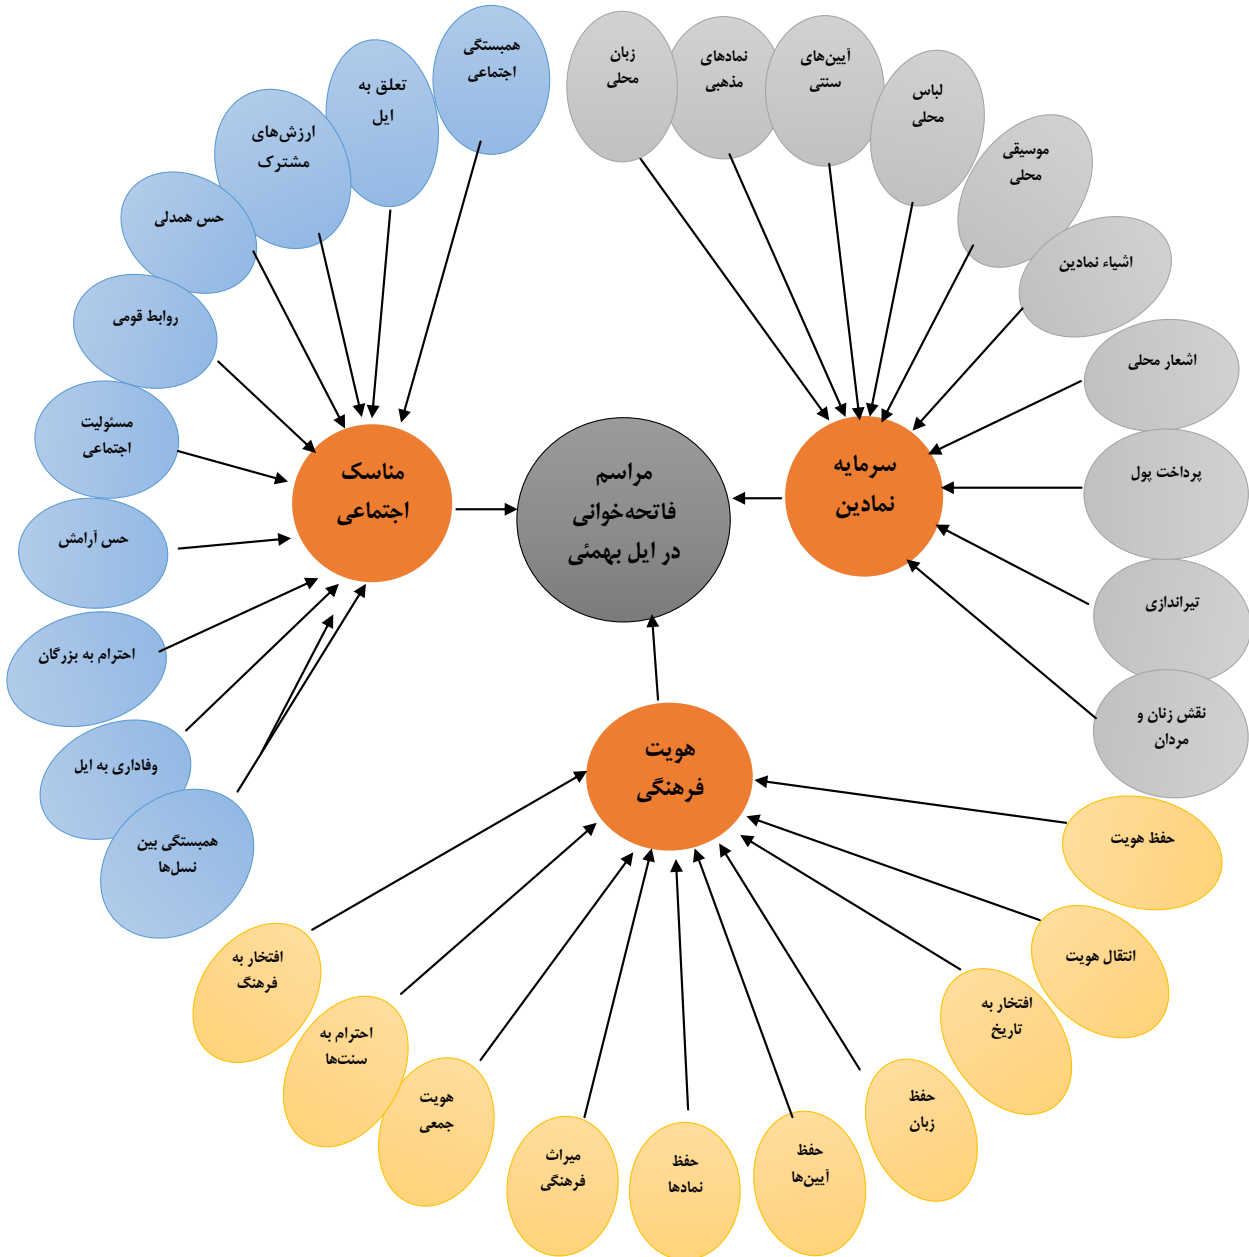 همبستگی
اجتماعی
تعلق به
ایل
ارزش‌های
مشترک
حس همدلی
روابط قومی
مسئولیت
اجتماعی
حس آرامش
احترام به بزرگان
وفاداری به ایل
همبستگی بین
نسل‌ها
زبان
محلی
نمادهای
مذهبی
آیین‌های
سنتی
لباس
محلی
موسیقی
محلی
اشیاء نمادین
اشعار محلی
پرداخت پول
تیراندازی
نقش زنان و
مردان
مناسک
اجتماعی
مراسم
فاتحه‌خوانی
در ایل بهمئی
سرمایه
نمادین
هویت
فرهنگی
حفظ هویت
انتقال هویت
افتخار به
تاریخ
حفظ
زبان
حفظ
آیین‌ها
حفظ
نمادها
میراث
فرهنگی
هویت
جمعی
احترام به
سنت‌ها
افتخار به
فرهنگ